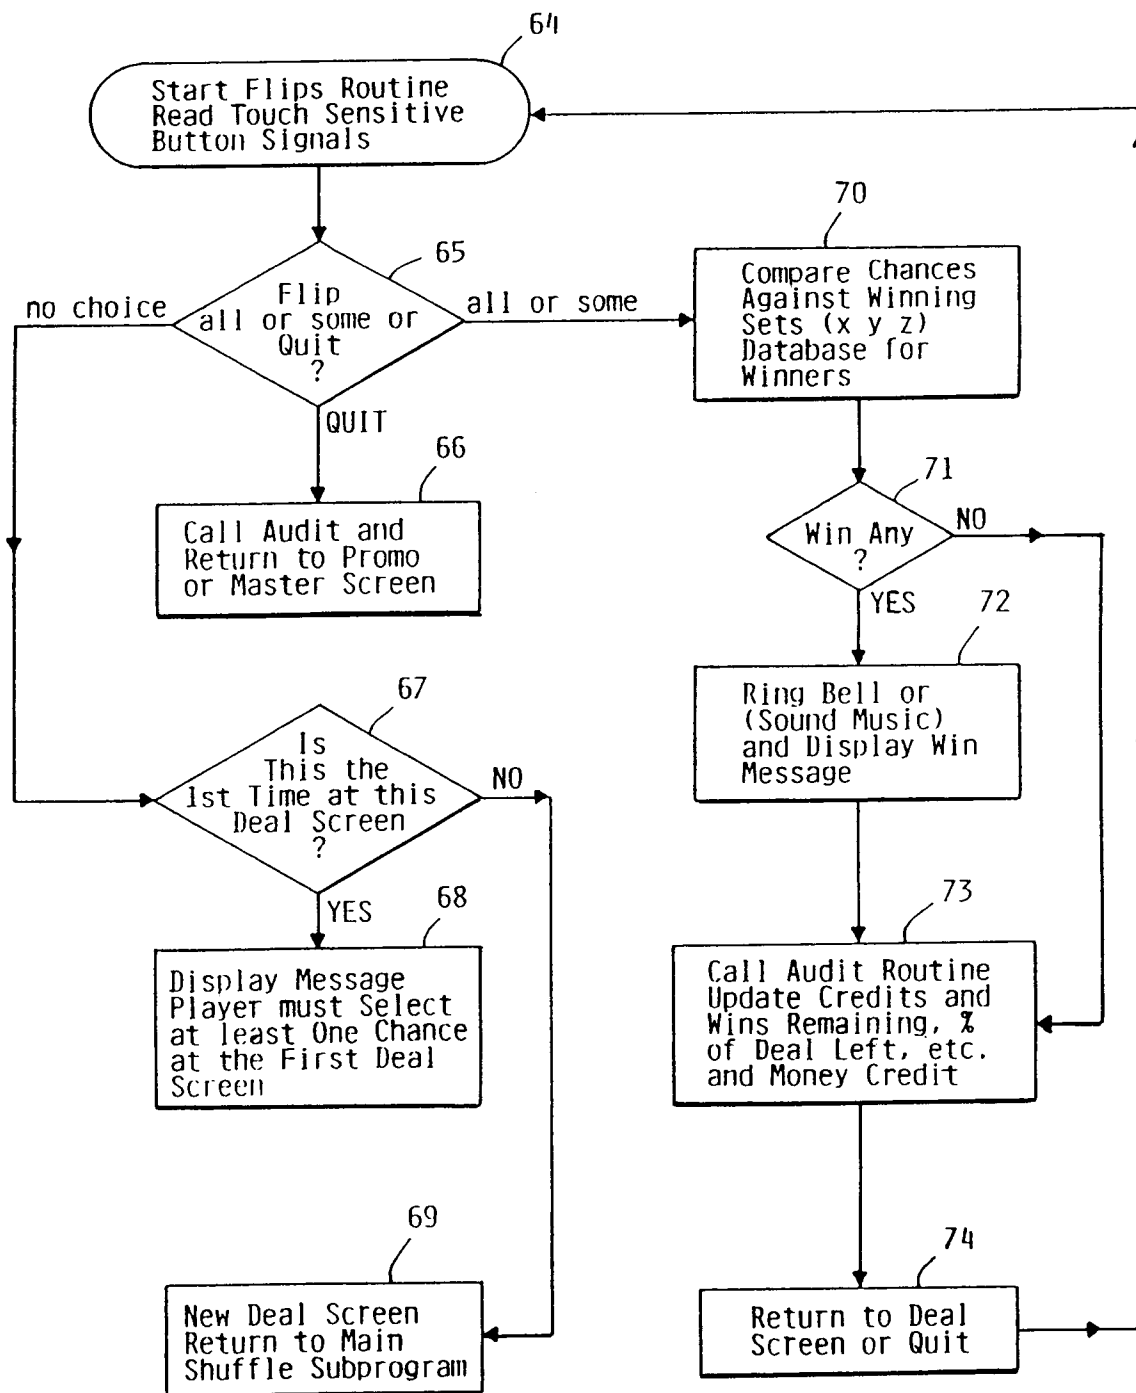 64
Start Flips Routine
Read Touch Sensitive
Button Signals
65
Flip
all or some or
Quit
?
no choice
all or some
QUIT
66
Call Audit and
Return to Promo
or Master Screen
67
Is
This the
1st Time at this
Deal Screen
?
NO
YES
68
Display Message
Player must Select
at least One Chance
at the First Deal
Screen
69
New Deal Screen
Return to Main
Shuffle Subprogram
70
Compare Chances
Against Winning
Sets (x y z)
Database for
Winners
71
Win Any
?
NO
YES
72
Ring Bell or
(Sound Music)
and Display Win
Message
73
Call Audit Routine
Update Credits and
Wins Remaining, %
of Deal Left, etc.
and Money Credit
74
Return to Deal
Screen or Quit